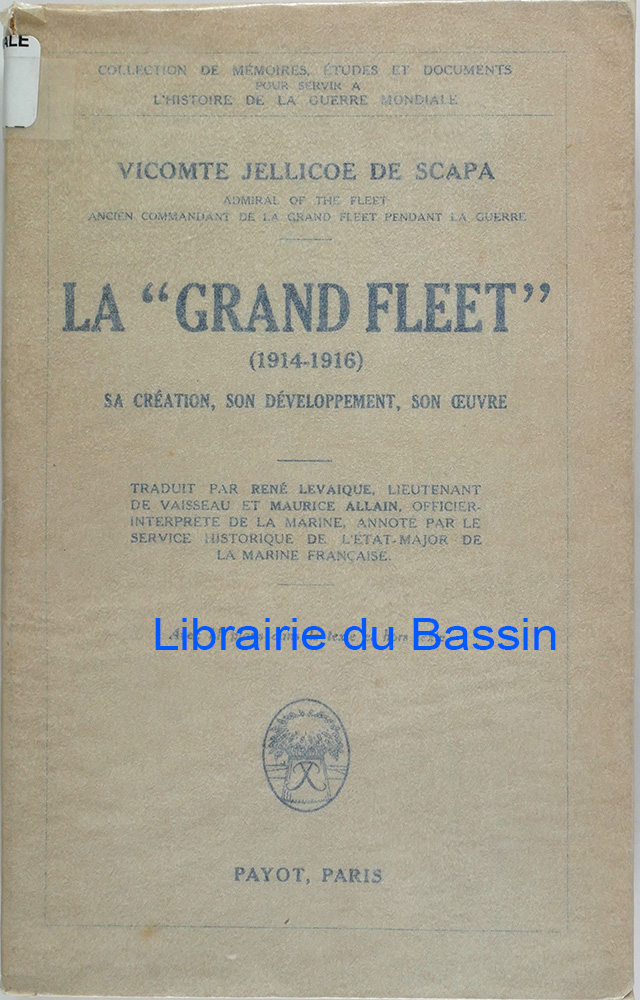 ALE
COLLECTION DE MÉMOIRES, ÉTUDES ET DOCUMENTS
POUR SERVIR A
L'HISTOIRE DE LA GUERRE MONDIALE
VICOMTE JELLICOE DE SCAPA
ADMIRAL OF THE FLEET
ANCIEN COMMANDANT DE LA GRAND FLEET PENDANT LA GUERRE
LA “GRAND FLEET”
(1914-1916)
SA CRÉATION, SON DÉVELOPPEMENT, SON ŒUVRE
TRADUIT PAR RENÉ LEVAIQUE, LIEUTENANT
DE VAISSEAU ET MAURICE ALLAIN, OFFICIER-
INTERPRÈTE DE LA MARINE, ANNOTÉ PAR LE
SERVICE HISTORIQUE DE L'ÉTAT-MAJOR DE
LA MARINE FRANÇAISE.
Librairie du Bassin
PAYOT, PARIS